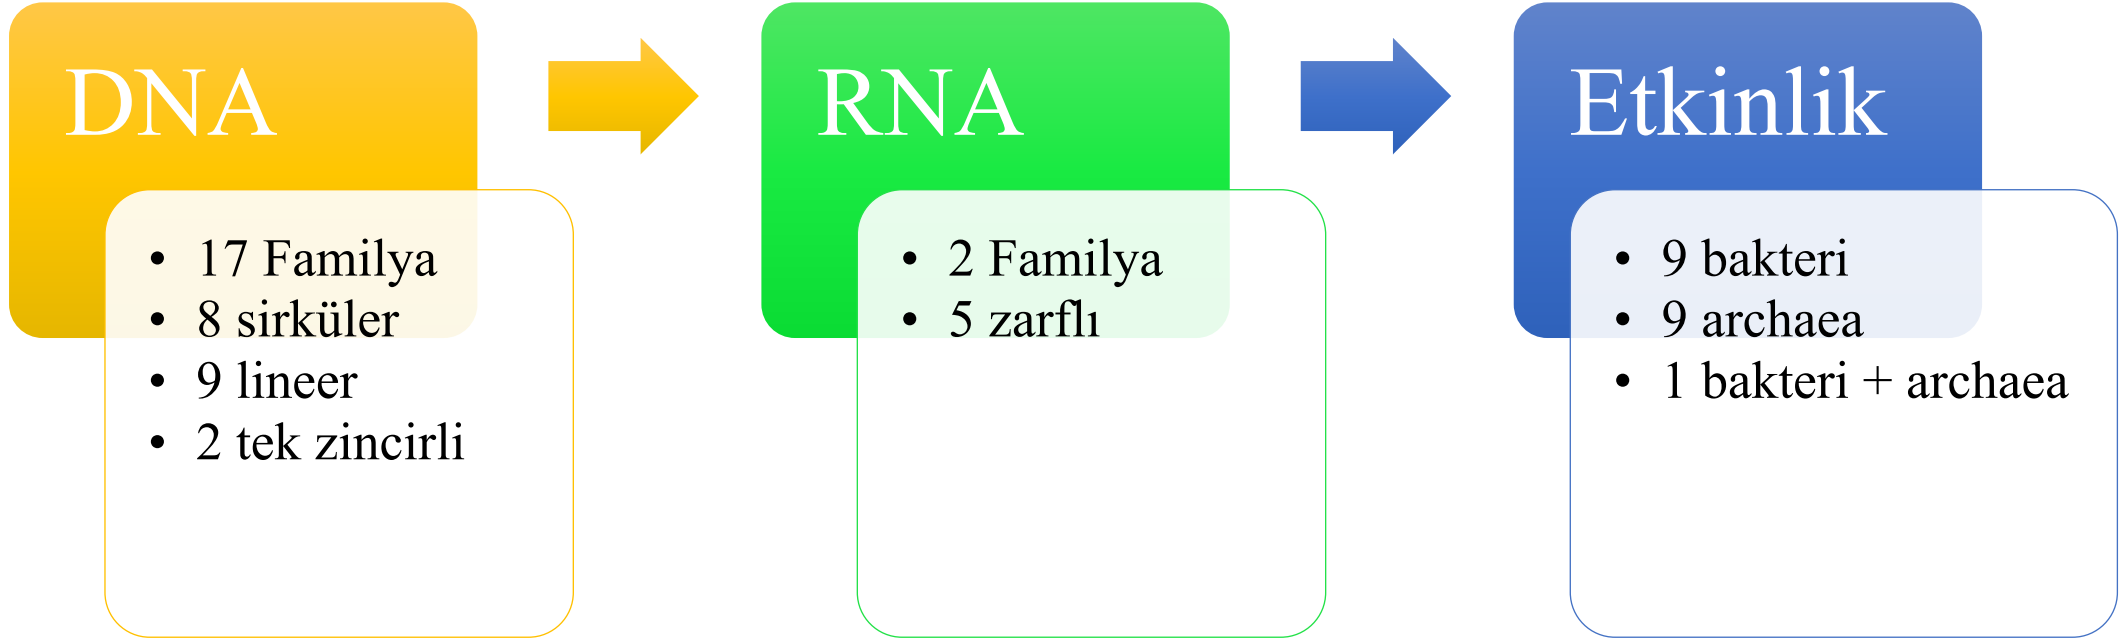 DNA
• 17 Familya
• 8 sirküler
• 9 lineer
• 2 tek zincirli
RNA
• 2 Familya
• 5 zarflı
Etkinlik
• 9 bakteri
• 9 archaea
• 1 bakteri + archaea